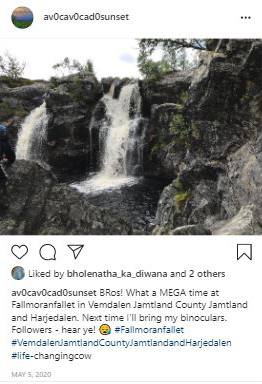 av0cav0cad0sunset
Liked by bholenatha_ka_diwana and 2 others
av0cav0cad0sunset BRos! What a MEGA time at
Fallmoranfallet in Vemdalen Jamtland County Jamtland
and Harjedalen. Next time I'll bring my binoculars.
Followers - hear ye! 😂 #Fallmoranfallet
#VemdalenJamtlandCountyJamtlandandHarjedalen
#life-changingcow
MAY 5, 2020